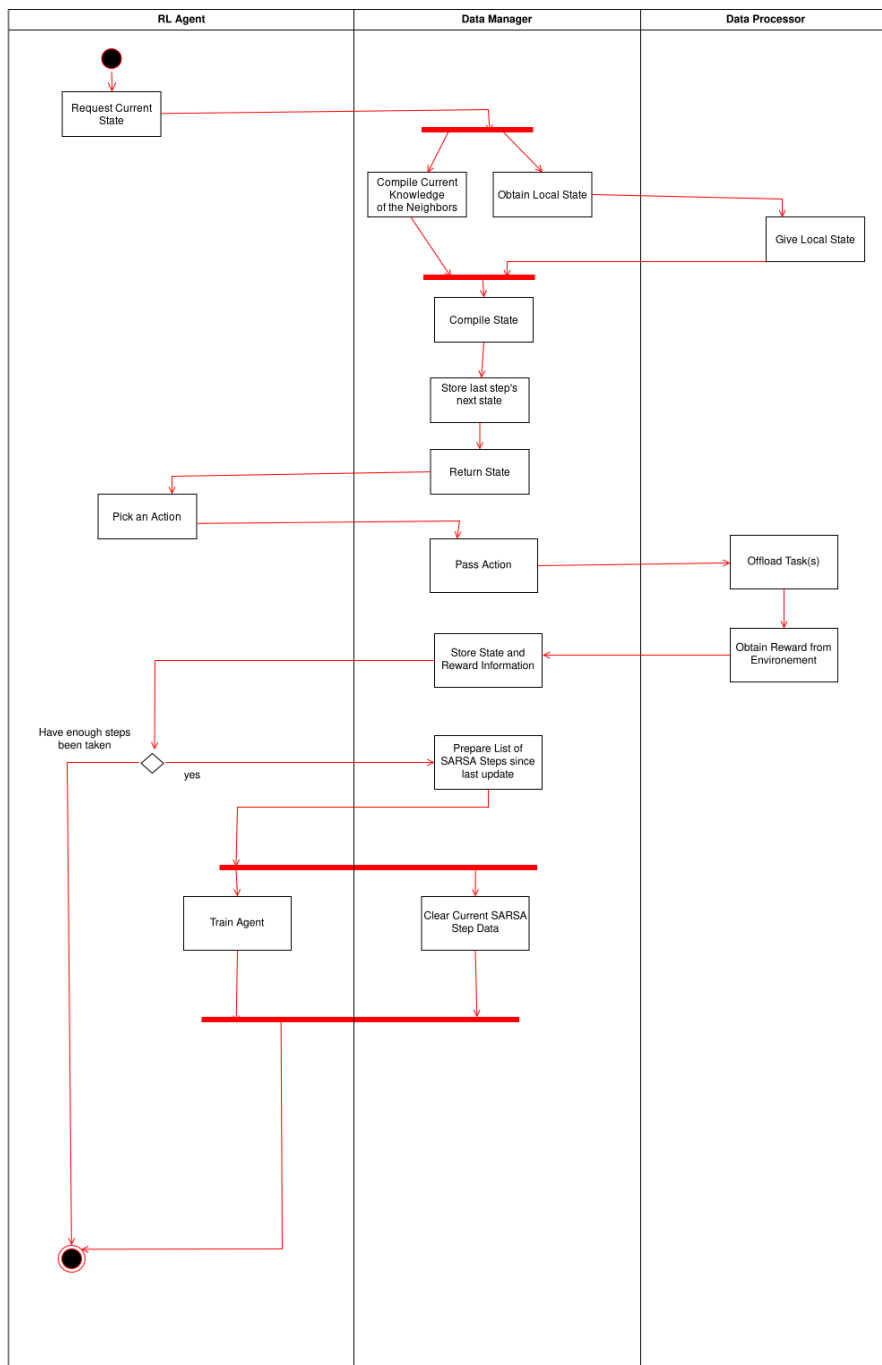 RL Agent
Data Manager
Data Processor
Request Current
State
Compile Current
Knowledge
of the Neighbors
Obtain Local State
Give Local State
Compile State
Store last step's
next state
Return State
Pick an Action
Pass Action
Offload Task(s)
Store State and
Reward Information
Obtain Reward from
Environement
Have enough steps
been taken
yes
Prepare List of
SARSA Steps since
last update
Train Agent
Clear Current SARSA
Step Data